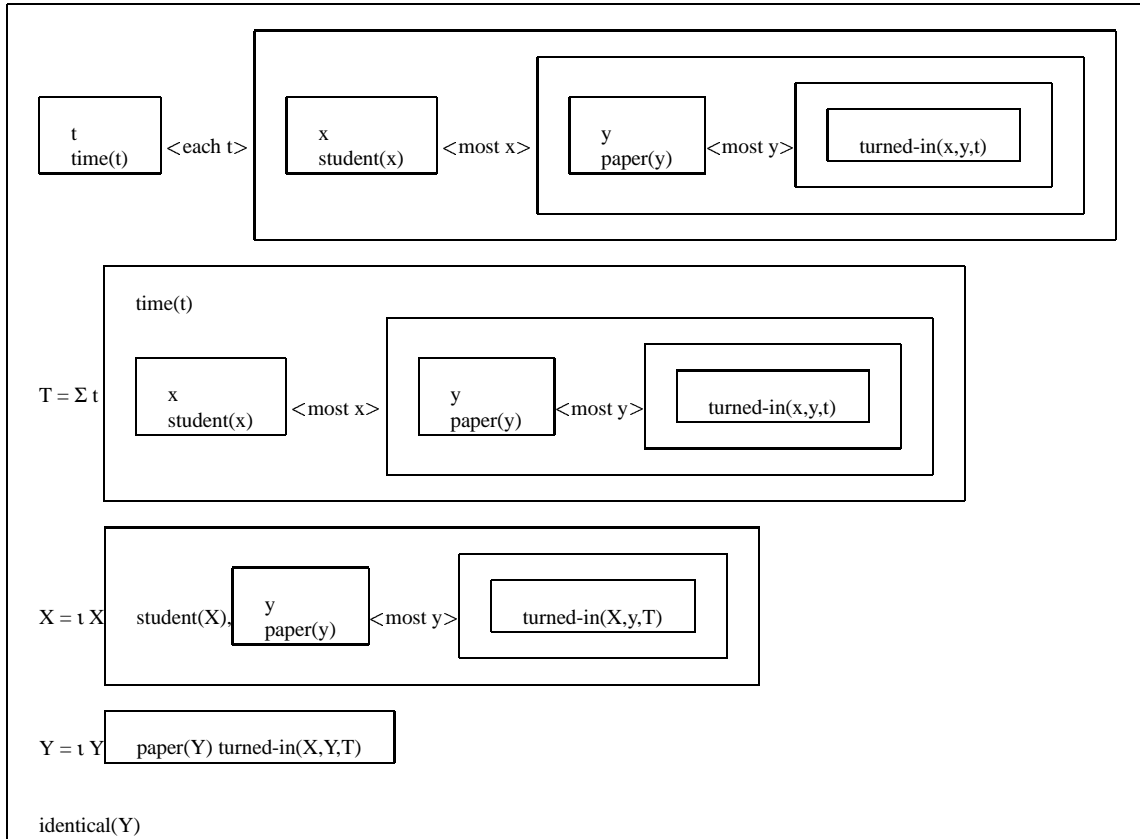 t
time(t)
<each t>
x
student(x)
<most x>
y
paper(y)
<most y>
turned-in(x,y,t)
T = Σ t
time(t)
x
student(x)
<most x>
y
paper(y)
<most y>
turned-in(x,y,t)
X = ι X
student(X),
y
paper(y)
<most y>
turned-in(X,y,T)
Y = ι Y
paper(Y) turned-in(X,Y,T)
identical(Y)